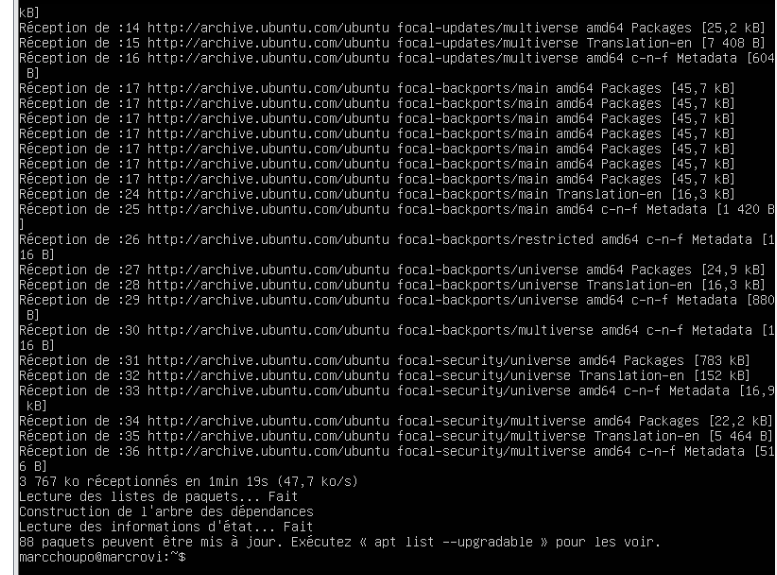 kB]
Réception de :14 http://archive.ubuntu.com/ubuntu focal-updates/multiverse amd64 Packages [25,2 kB]
Réception de :15 http://archive.ubuntu.com/ubuntu focal-updates/multiverse Translation-en [7 408 B]
Réception de :16 http://archive.ubuntu.com/ubuntu focal-updates/multiverse amd64 c-n-f Metadata [604
 B]
Réception de :17 http://archive.ubuntu.com/ubuntu focal-backports/main amd64 Packages [45,7 kB]
Réception de :17 http://archive.ubuntu.com/ubuntu focal-backports/main amd64 Packages [45,7 kB]
Réception de :17 http://archive.ubuntu.com/ubuntu focal-backports/main amd64 Packages [45,7 kB]
Réception de :17 http://archive.ubuntu.com/ubuntu focal-backports/main amd64 Packages [45,7 kB]
Réception de :17 http://archive.ubuntu.com/ubuntu focal-backports/main amd64 Packages [45,7 kB]
Réception de :17 http://archive.ubuntu.com/ubuntu focal-backports/main amd64 Packages [45,7 kB]
Réception de :17 http://archive.ubuntu.com/ubuntu focal-backports/main amd64 Packages [45,7 kB]
Réception de :24 http://archive.ubuntu.com/ubuntu focal-backports/main Translation-en [16,3 kB]
Réception de :25 http://archive.ubuntu.com/ubuntu focal-backports/main amd64 c-n-f Metadata [1 420 B
]
Réception de :26 http://archive.ubuntu.com/ubuntu focal-backports/restricted amd64 c-n-f Metadata [1
16 B]
Réception de :27 http://archive.ubuntu.com/ubuntu focal-backports/universe amd64 Packages [24,9 kB]
Réception de :28 http://archive.ubuntu.com/ubuntu focal-backports/universe Translation-en [16,3 kB]
Réception de :29 http://archive.ubuntu.com/ubuntu focal-backports/universe amd64 c-n-f Metadata [880
 B]
Réception de :30 http://archive.ubuntu.com/ubuntu focal-backports/multiverse amd64 c-n-f Metadata [1
16 B]
Réception de :31 http://archive.ubuntu.com/ubuntu focal-security/universe amd64 Packages [783 kB]
Réception de :32 http://archive.ubuntu.com/ubuntu focal-security/universe Translation-en [152 kB]
Réception de :33 http://archive.ubuntu.com/ubuntu focal-security/universe amd64 c-n-f Metadata [16,9
 kB]
Réception de :34 http://archive.ubuntu.com/ubuntu focal-security/multiverse amd64 Packages [22,2 kB]
Réception de :35 http://archive.ubuntu.com/ubuntu focal-security/multiverse Translation-en [5 464 B]
Réception de :36 http://archive.ubuntu.com/ubuntu focal-security/multiverse amd64 c-n-f Metadata [51
6 B]
3 767 ko réceptionnés en 1min 19s (47,7 ko/s)
Lecture des listes de paquets... Fait
Construction de l'arbre des dépendances
Lecture des informations d'état... Fait
88 paquets peuvent être mis à jour. Exécutez « apt list --upgradable » pour les voir.
marcchoupo@marcrovi:~$